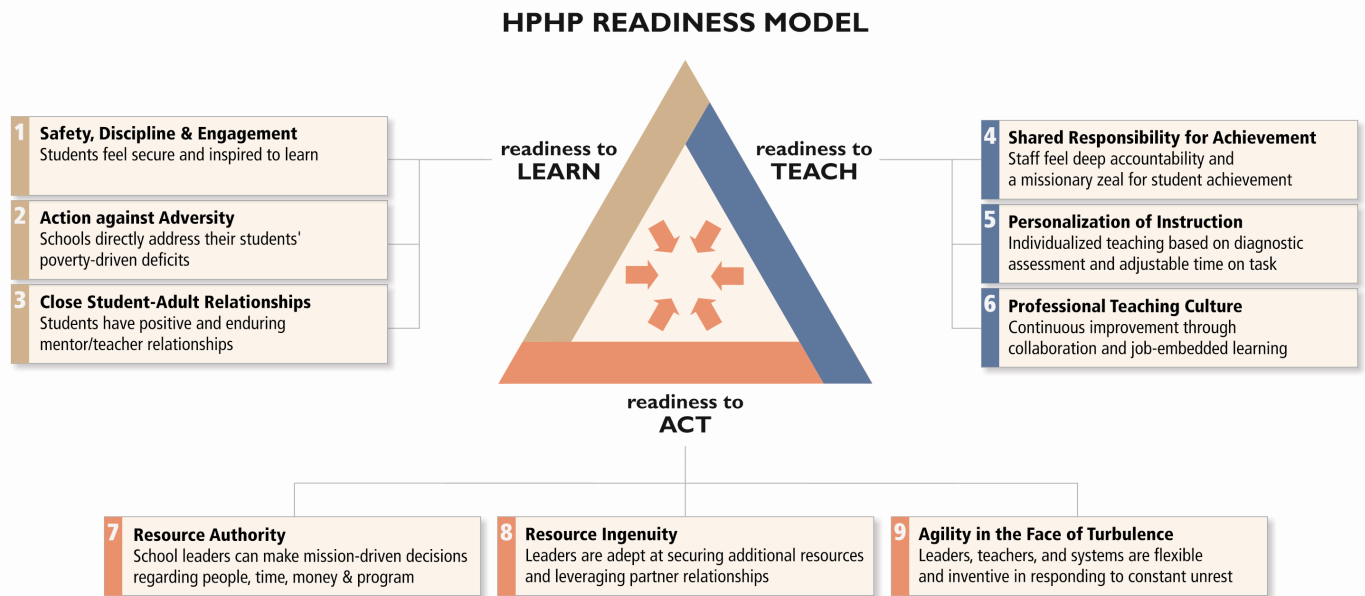 HPHP READINESS MODEL
1
Safety, Discipline & Engagement
Students feel secure and inspired to learn
2
Action against Adversity
Schools directly address their students'
poverty-driven deficits
3
Close Student-Adult Relationships
Students have positive and enduring
mentor/teacher relationships
readiness to
LEARN
readiness to
TEACH
4
Shared Responsibility for Achievement
Staff feel deep accountability and
a missionary zeal for student achievement
5
Personalization of Instruction
Individualized teaching based on diagnostic
assessment and adjustable time on task
6
Professional Teaching Culture
Continuous improvement through
collaboration and job-embedded learning
readiness to
ACT
7
Resource Authority
School leaders can make mission-driven decisions
regarding people, time, money & program
8
Resource Ingenuity
Leaders are adept at securing additional resources
and leveraging partner relationships
9
Agility in the Face of Turbulence
Leaders, teachers, and systems are flexible
and inventive in responding to constant unrest